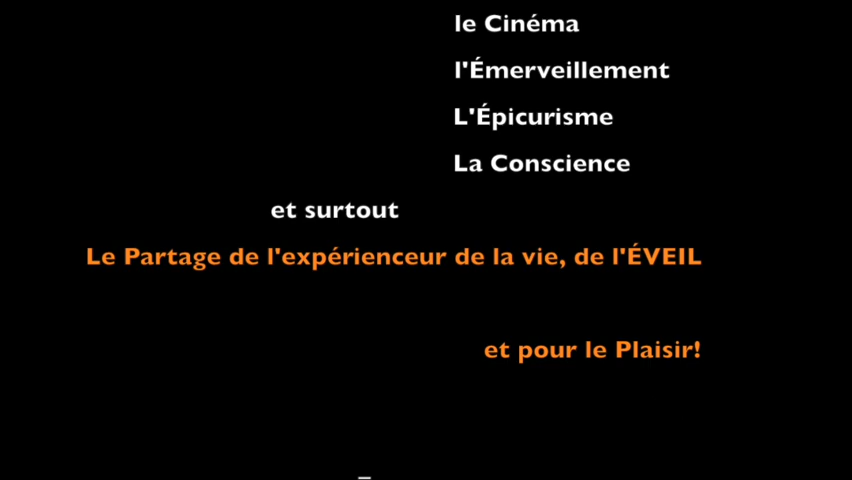 le Cinéma
l'Émerveillement
L'Épicurisme
La Conscience
et surtout
Le Partage de l'expérienceur de la vie, de l'ÉVEIL
et pour le Plaisir!